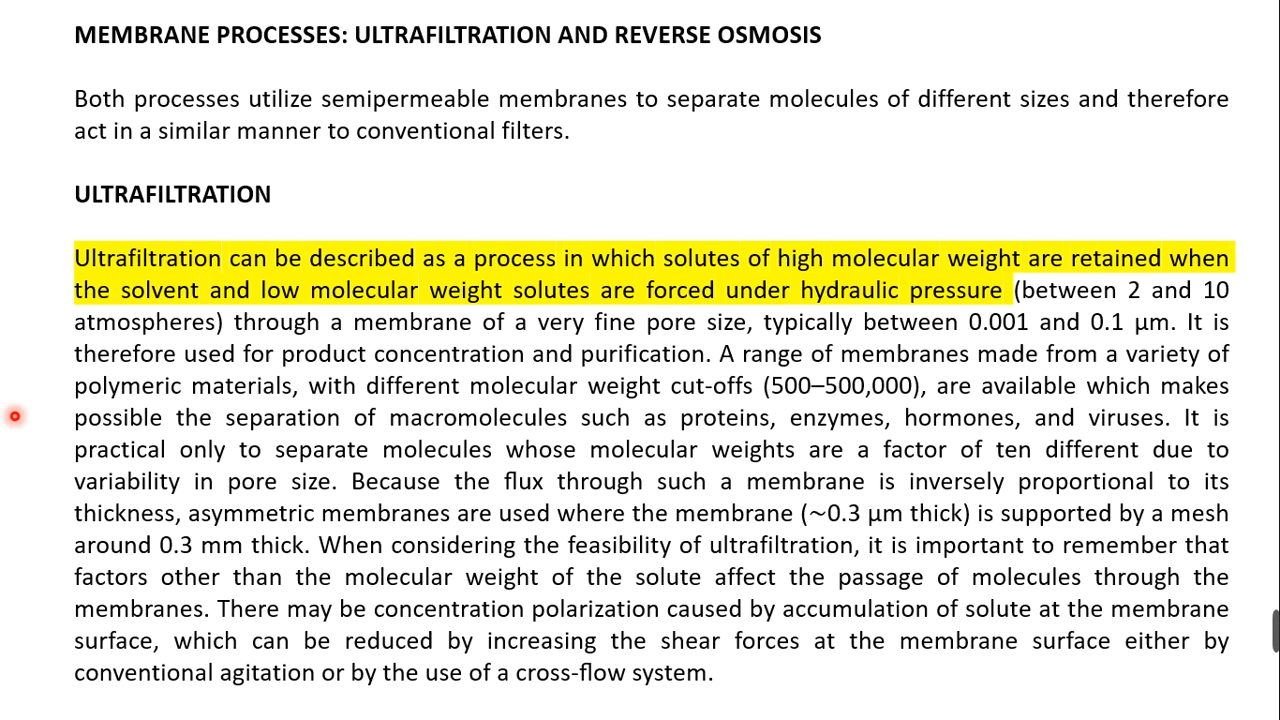 MEMBRANE PROCESSES: ULTRAFILTRATION AND REVERSE OSMOSIS
Both processes utilize semipermeable membranes to separate molecules of different sizes and therefore
act in a similar manner to conventional filters.
ULTRAFILTRATION
Ultrafiltration can be described as a process in which solutes of high molecular weight are retained when
the solvent and low molecular weight solutes are forced under hydraulic pressure (between 2 and 10
atmospheres) through a membrane of a very fine pore size, typically between 0.001 and 0.1 μm. It is
therefore used for product concentration and purification. A range of membranes made from a variety of
polymeric materials, with different molecular weight cut-offs (500–500,000), are available which makes
possible the separation of macromolecules such as proteins, enzymes, hormones, and viruses. It is
practical only to separate molecules whose molecular weights are a factor of ten different due to
variability in pore size. Because the flux through such a membrane is inversely proportional to its
thickness, asymmetric membranes are used where the membrane (∼0.3 μm thick) is supported by a mesh
around 0.3 mm thick. When considering the feasibility of ultrafiltration, it is important to remember that
factors other than the molecular weight of the solute affect the passage of molecules through the
membranes. There may be concentration polarization caused by accumulation of solute at the membrane
surface, which can be reduced by increasing the shear forces at the membrane surface either by
conventional agitation or by the use of a cross-flow system.